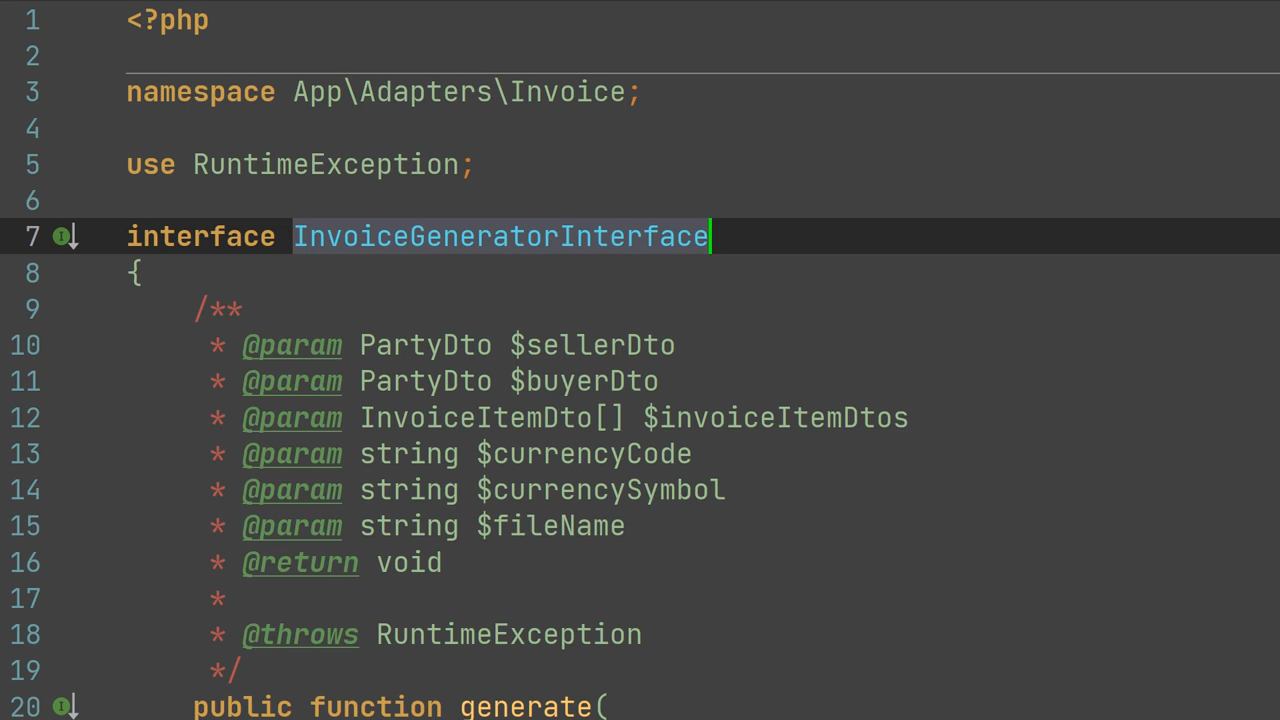 1 <?php
2
3 namespace App\Adapters\Invoice;
4
5 use RuntimeException;
6
7 interface InvoiceGeneratorInterface
8 {
9 /**
10 * @param PartyDto $sellerDto
11 * @param PartyDto $buyerDto
12 * @param InvoiceItemDto[] $invoiceItemDtos
13 * @param string $currencyCode
14 * @param string $currencySymbol
15 * @param string $fileName
16 * @return void
17 *
18 * @throws RuntimeException
19 */
20 public function generate(